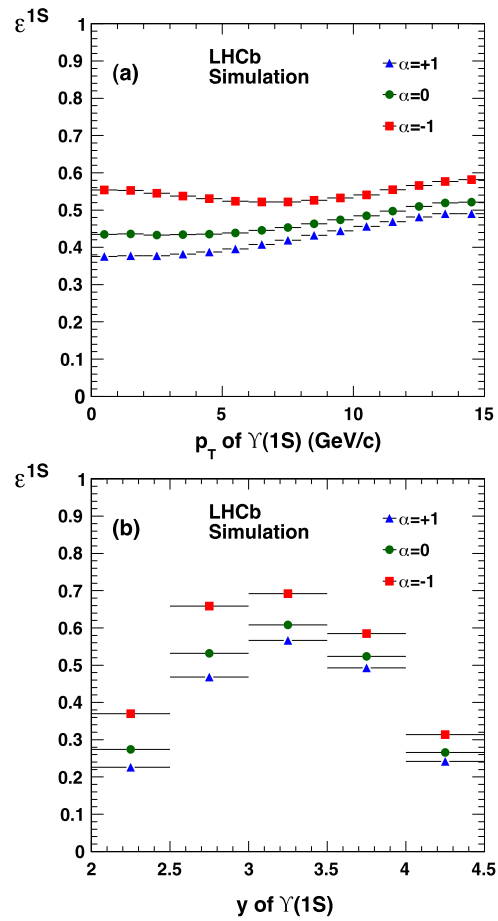 ε1S
1
0.9
0.8
0.7
0.6
0.5
0.4
0.3
0.2
0.1
0
(a)
LHCb
Simulation
α=+1
α=0
α=-1
0 5 10 15
pT of ϒ(1S) (GeV/c)
ε1S
1
0.9
0.8
0.7
0.6
0.5
0.4
0.3
0.2
0.1
0
(b)
LHCb
Simulation
α=+1
α=0
α=-1
2 2.5 3 3.5 4 4.5
y of ϒ(1S)